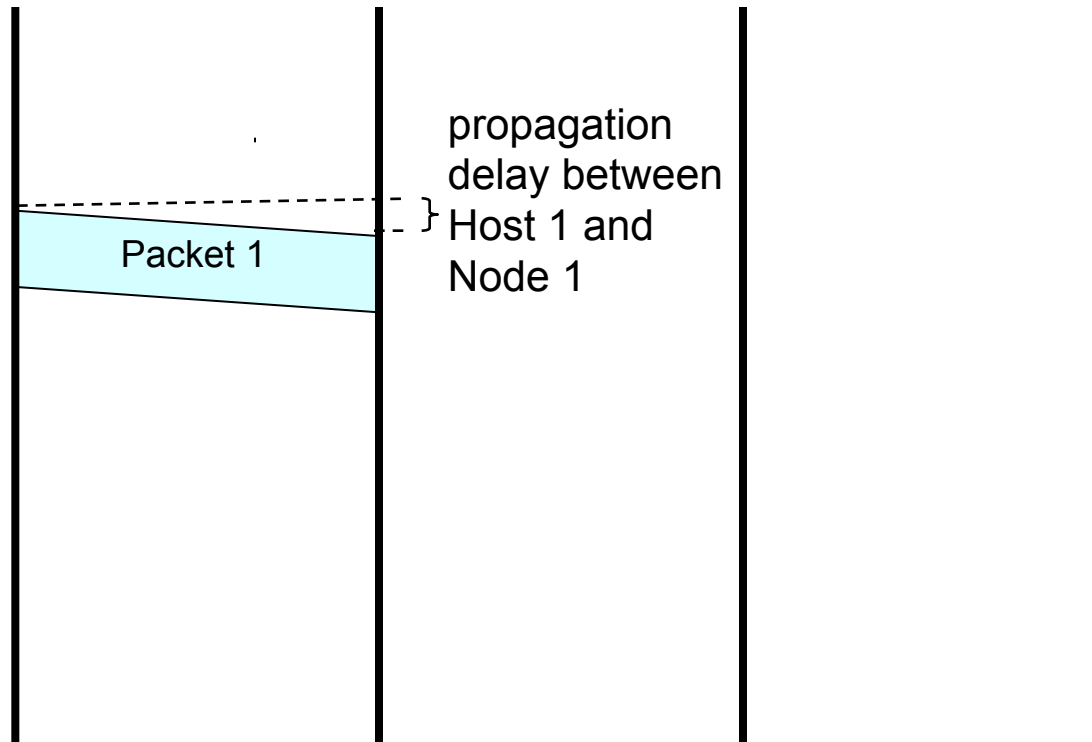 propagation
delay between
Host 1 and
Node 1
Packet 1